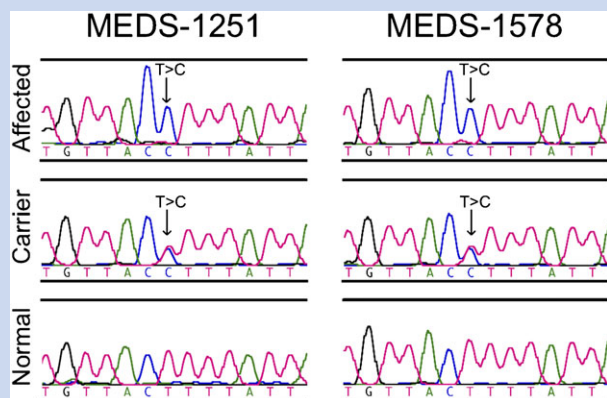 MEDS-1251 MEDS-1578
Affected
T>C T>C
T G T T A C C T T T A T T T G T T A C C T T T A T T
Carrier
T>C T>C
T G T T A C C T T T A T T T G T T A C C T T T A T T
Normal
T G T T A C T T T T A T T T G T T A C T T T T A T T